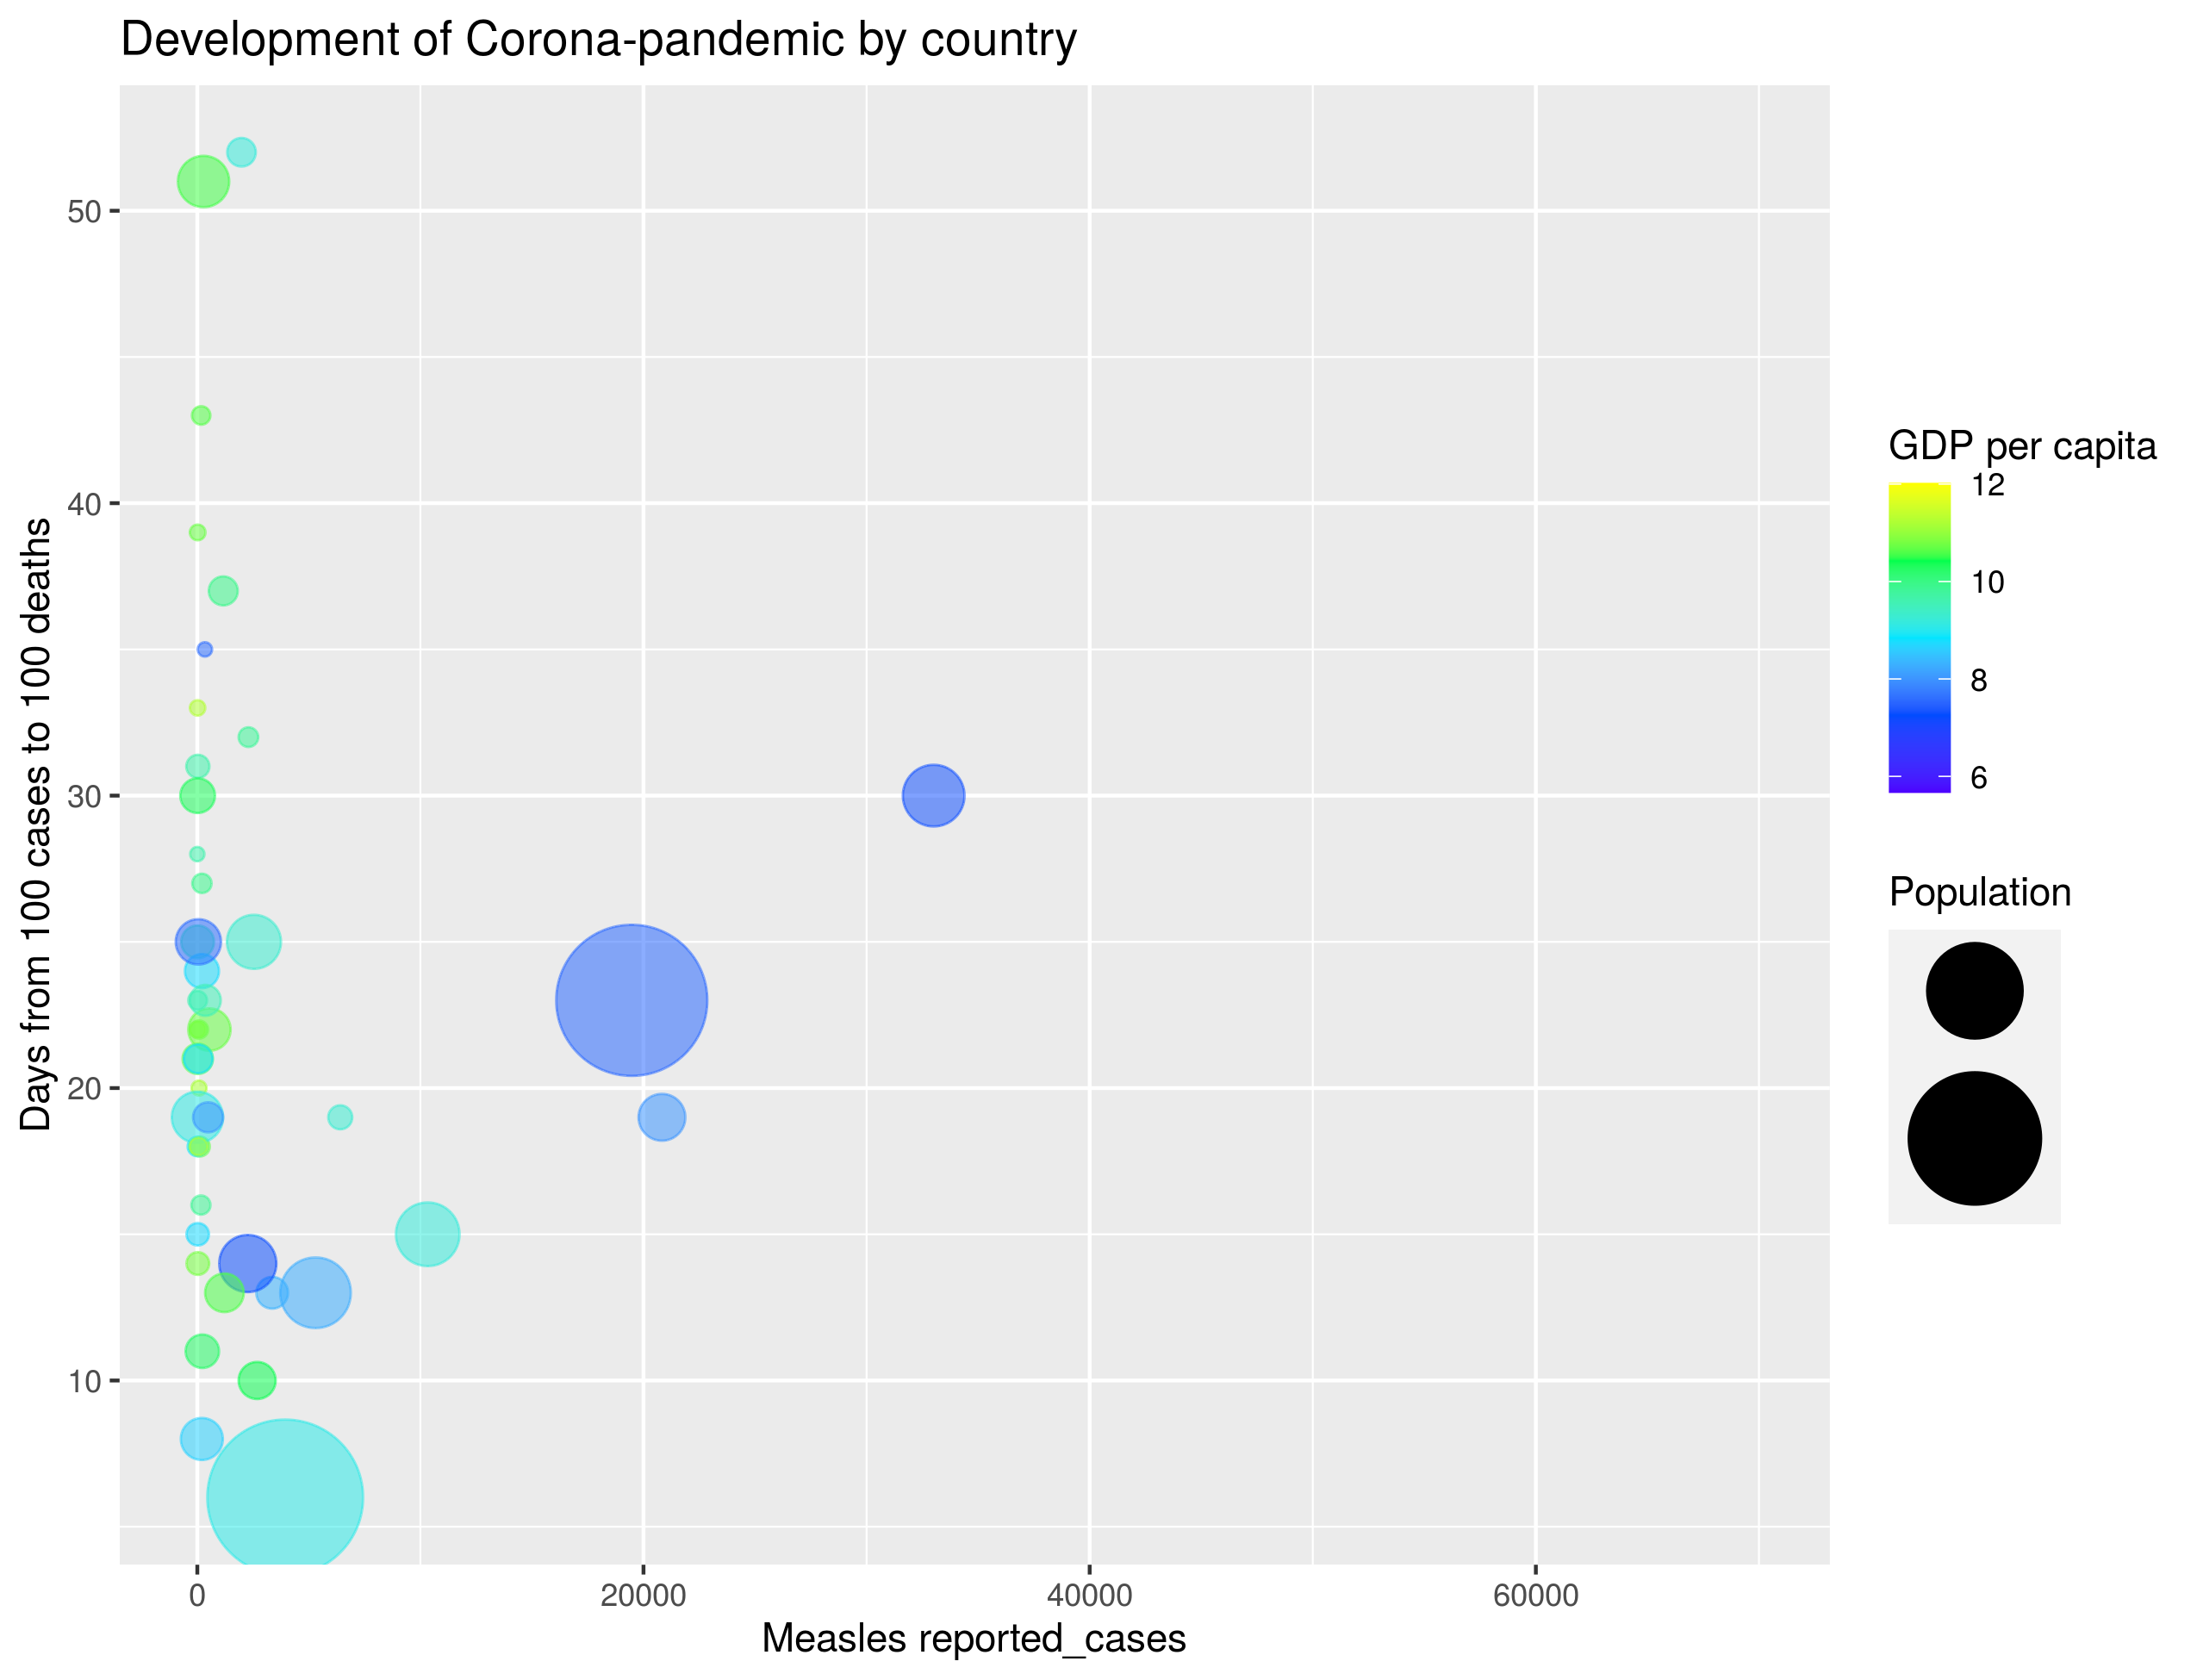 Development of Corona-pandemic by country
Days from 100 cases to 100 deaths
50
40
30
20
10
0
20000
40000
60000
Measles reported_cases
GDP per capita
12
10
8
6
Population